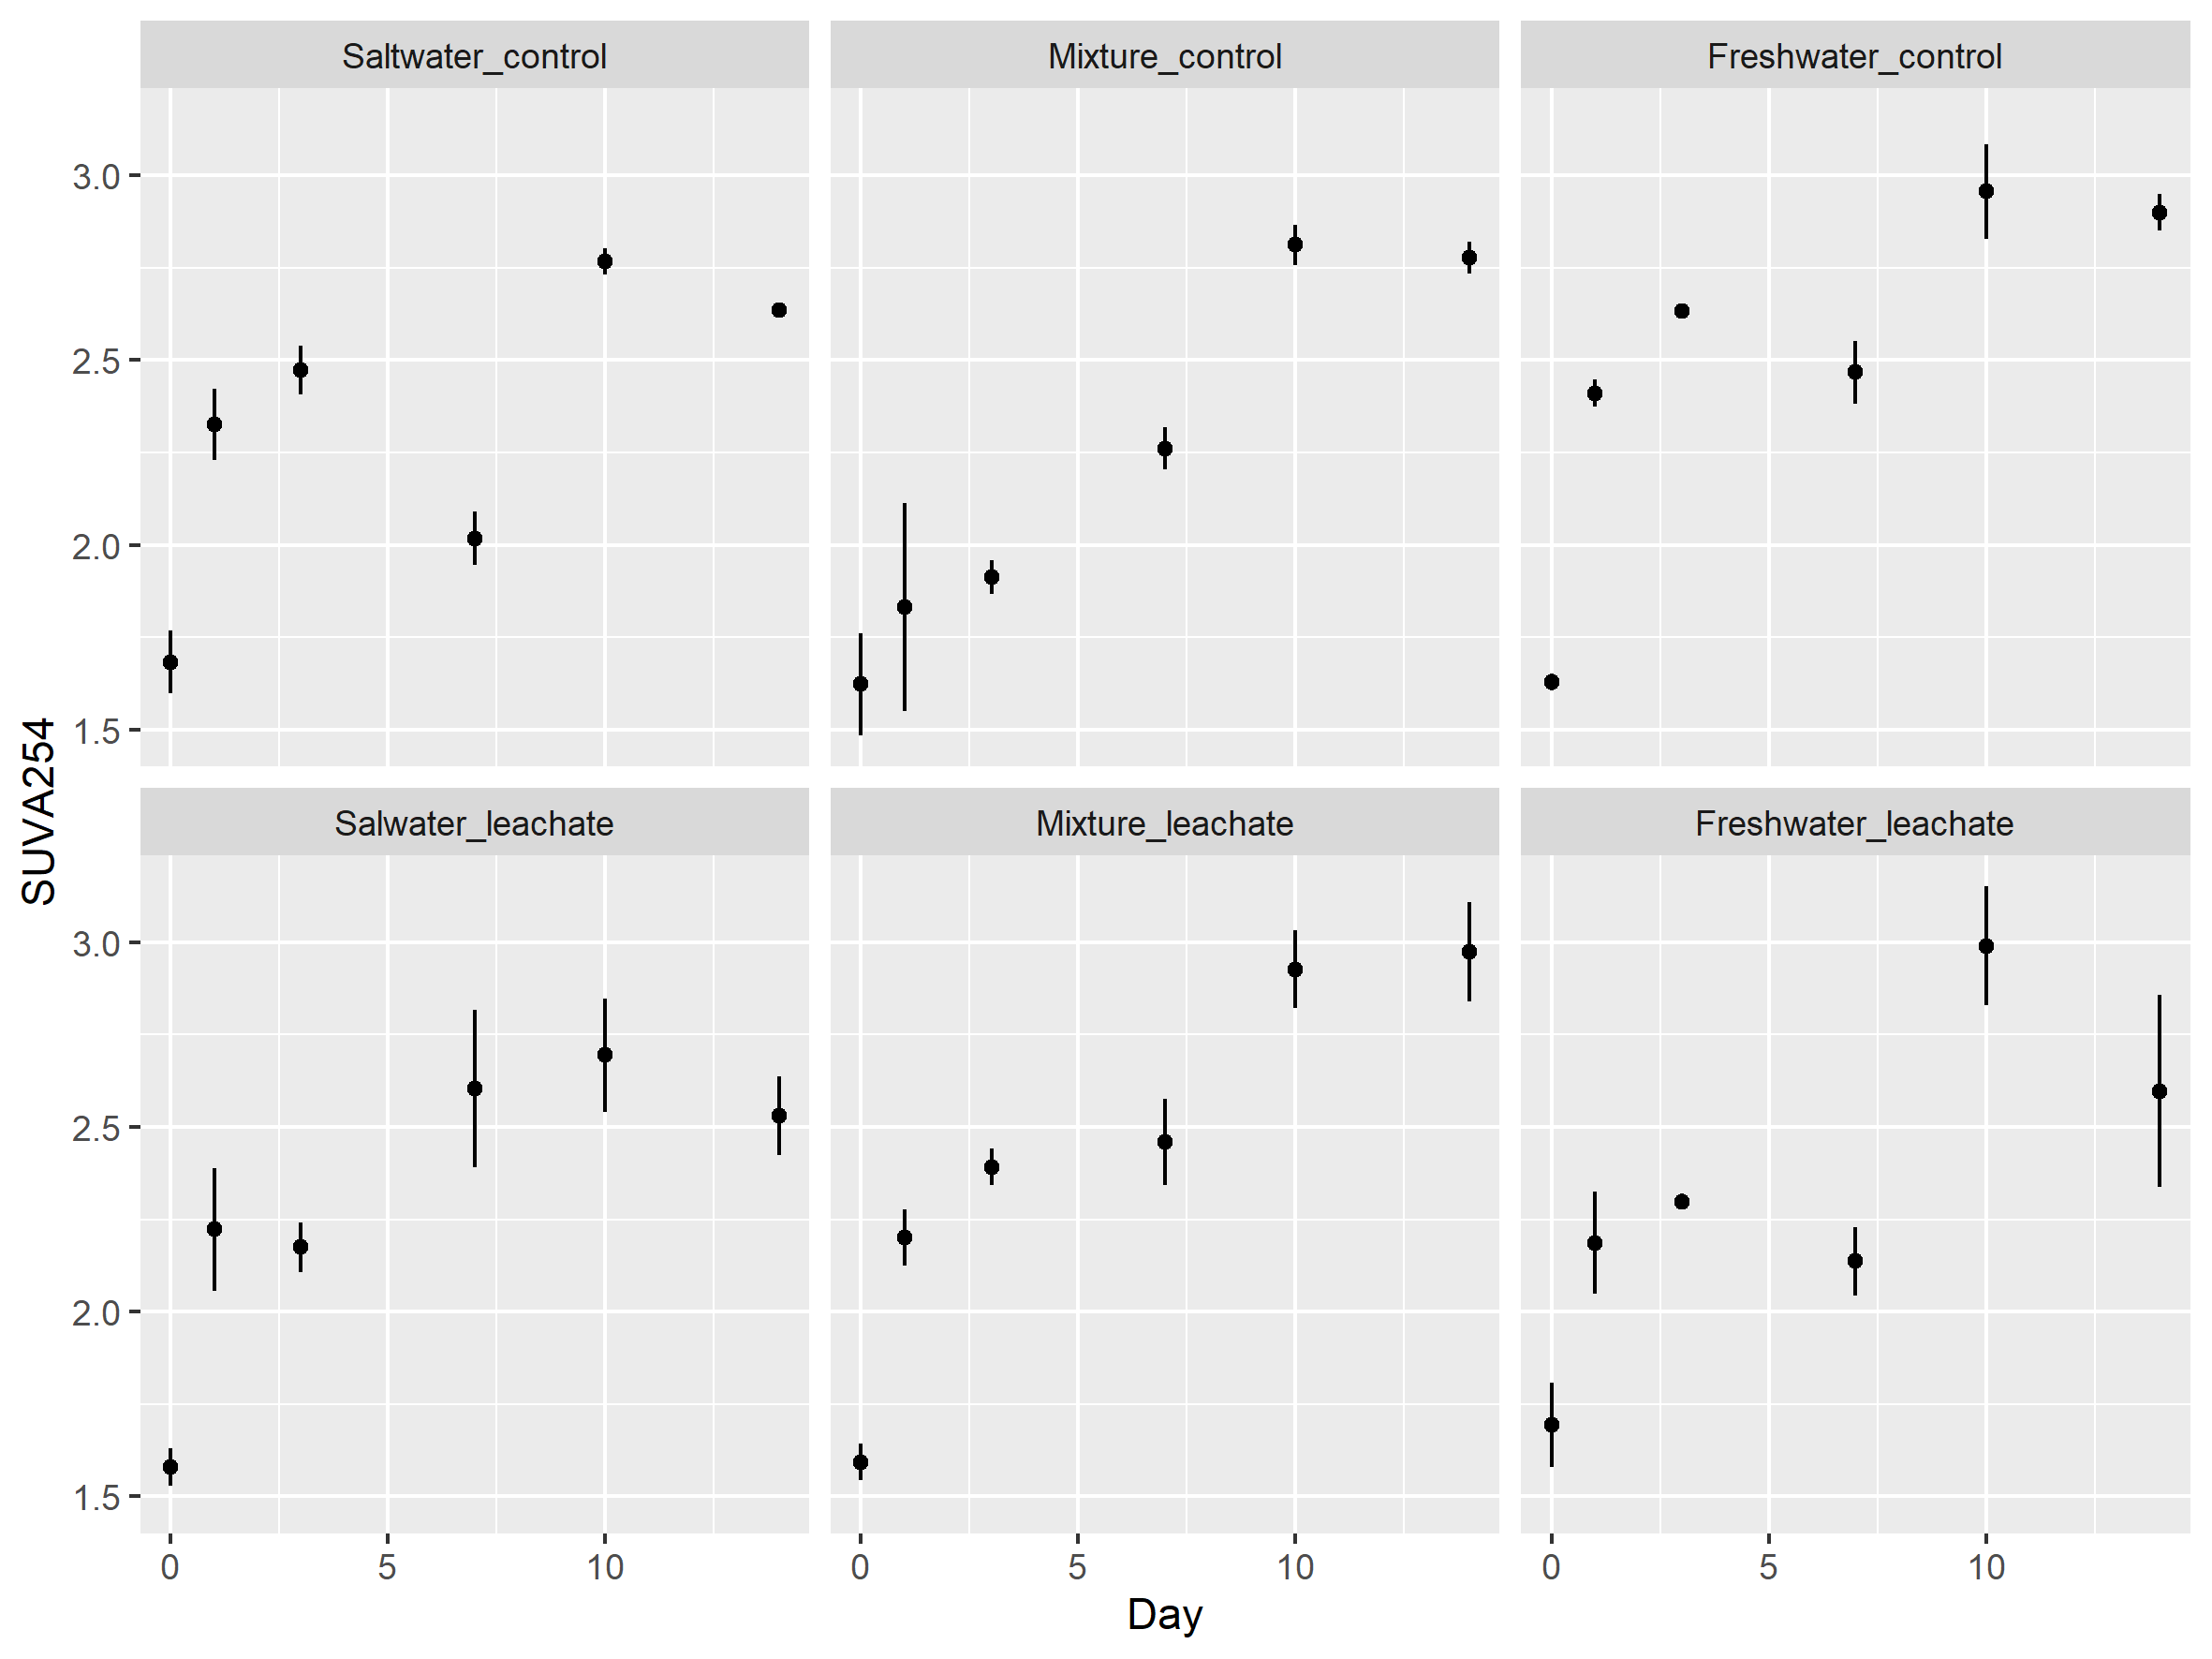 Saltwater_control
Mixture_control
Freshwater_control
3.0
2.5
2.0
1.5
SUVA254
Salwater_leachate
Mixture_leachate
Freshwater_leachate
3.0
2.5
2.0
1.5
0 5 10
0 5 10
0 5 10
Day